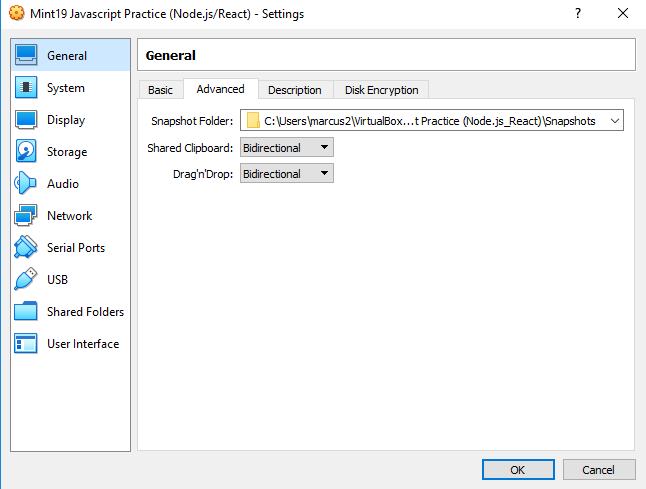 Mint19 Javascript Practice (Node.js/React) - Settings ?
General
System
Display
Storage
Audio
Network
Serial Ports
USB
Shared Folders
User Interface
General
Basic Advanced Description Disk Encryption
Snapshot Folder: C:\Users\marcus2\VirtualBox...t Practice (Node.js_React)\Snapshots
Shared Clipboard: Bidirectional
Drag'n'Drop: Bidirectional
OK Cancel